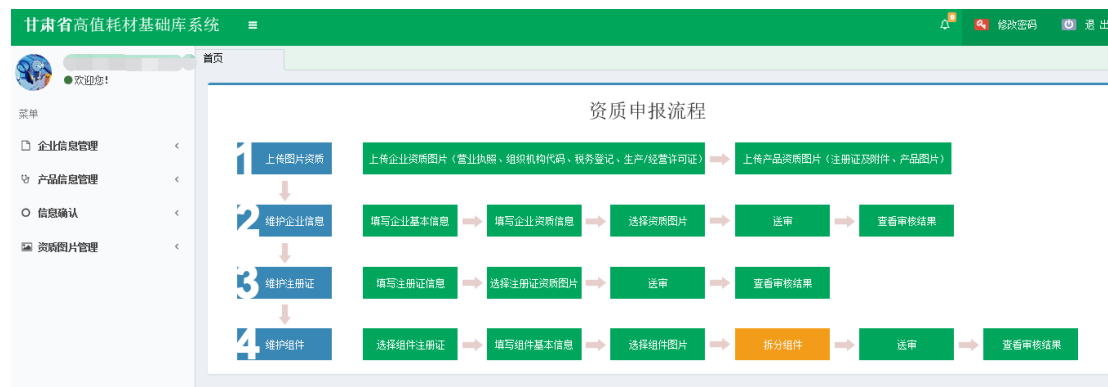 甘肃省高值耗材基础库系统
修改密码 退出
欢迎您!
首页
菜单
企业信息管理
产品信息管理
信息确认
资质图片管理
资质申报流程
1 上传图片资质 上传企业资质图片（营业执照、组织机构代码、税务登记、生产/经营许可证） 上传产品资质图片（注册证及附件、产品图片）
2 维护企业信息 填写企业基本信息 填写企业资质信息 选择资质图片 送审 查看审核结果
3 维护注册证 填写注册证信息 选择注册证资质图片 送审 查看审核结果
4 维护组件 选择组件注册证 填写组件基本信息 选择组件图片 拆分组件 送审 查看审核结果